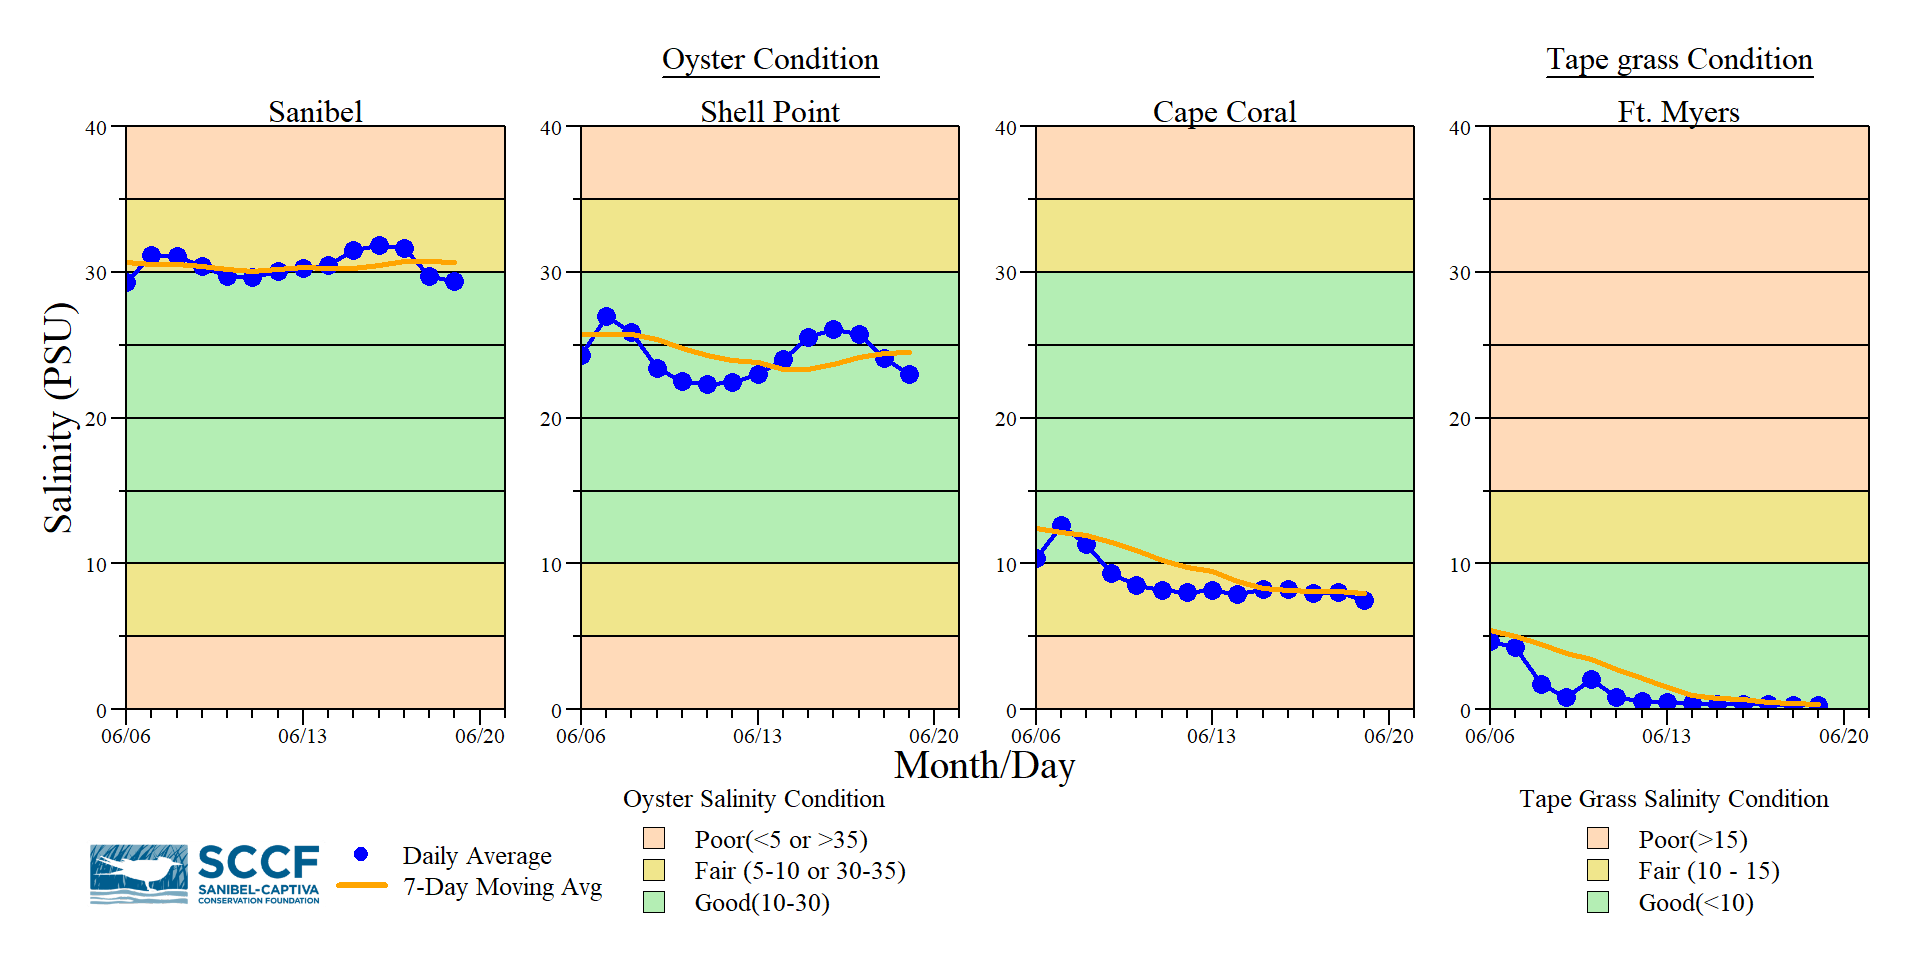 Oyster Condition
Tape grass Condition
Sanibel
Shell Point
Cape Coral
Ft. Myers
Salinity (PSU)
40
30
20
10
0
06/06
06/13
06/20
40
30
20
10
0
06/06
06/13
06/20
40
30
20
10
0
06/06
06/13
06/20
40
30
20
10
0
06/06
06/13
06/20
Month/Day
SCCF
SANIBEL-CAPTIVA
CONSERVATION FOUNDATION
Daily Average
7-Day Moving Avg
Oyster Salinity Condition
Poor(<5 or >35)
Fair (5-10 or 30-35)
Good(10-30)
Tape Grass Salinity Condition
Poor(>15)
Fair (10 - 15)
Good(<10)